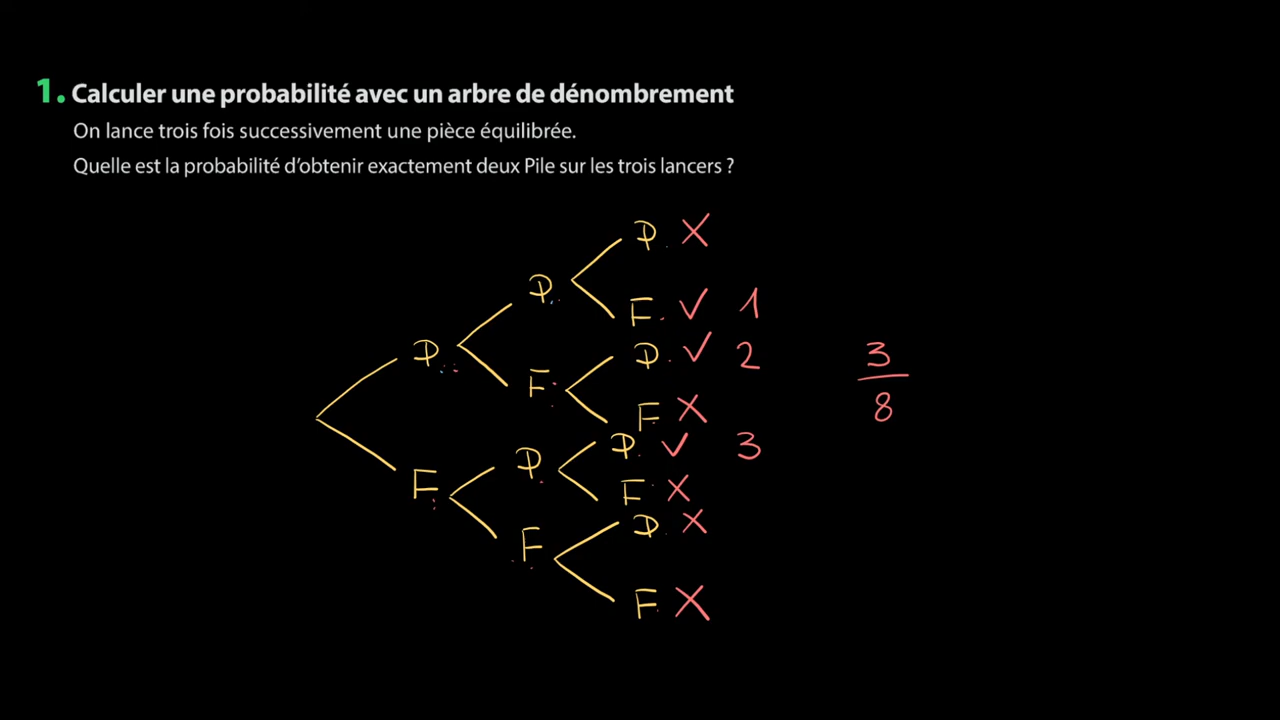 1. Calculer une probabilité avec un arbre de dénombrement
On lance trois fois successivement une pièce équilibrée.
Quelle est la probabilité d'obtenir exactement deux Pile sur les trois lancers ?
P X
P
F ✓ 1
P
P ✓ 2
F
F X
3
8
P ✓ 3
P
F X
F
P X
F
F X